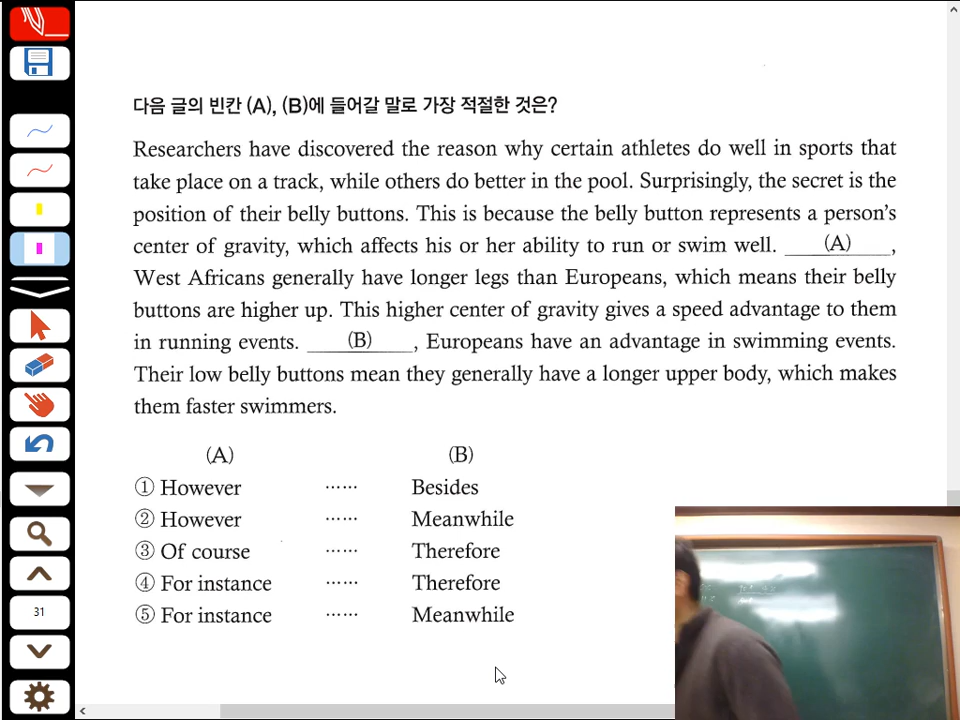 다음 글의 빈칸 (A), (B)에 들어갈 말로 가장 적절한 것은?
Researchers have discovered the reason why certain athletes do well in sports that
take place on a track, while others do better in the pool. Surprisingly, the secret is the
position of their belly buttons. This is because the belly button represents a person's
center of gravity, which affects his or her ability to run or swim well. ___(A)___,
West Africans generally have longer legs than Europeans, which means their belly
buttons are higher up. This higher center of gravity gives a speed advantage to them
in running events. ___(B)___, Europeans have an advantage in swimming events.
Their low belly buttons mean they generally have a longer upper body, which makes
them faster swimmers.
(A) (B)
① However ...... Besides
② However ...... Meanwhile
③ Of course ...... Therefore
④ For instance ...... Therefore
⑤ For instance ...... Meanwhile
31